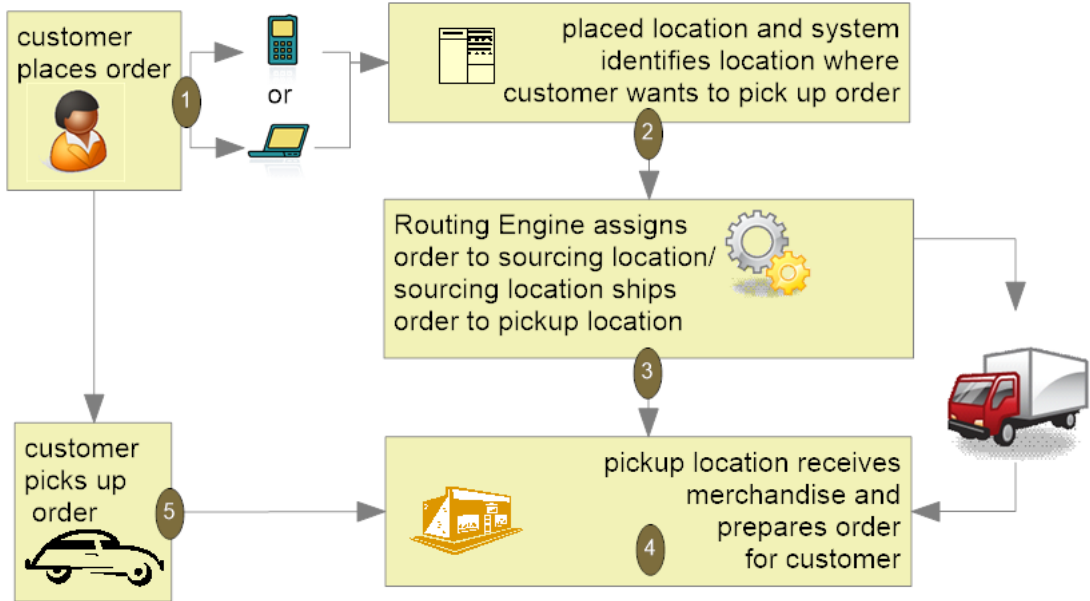 customer
places order
1
or
placed location and system
identifies location where
customer wants to pick up order
2
Routing Engine assigns
order to sourcing location/
sourcing location ships
order to pickup location
3
customer
picks up
order
5
pickup location receives
merchandise and
prepares order
for customer
4